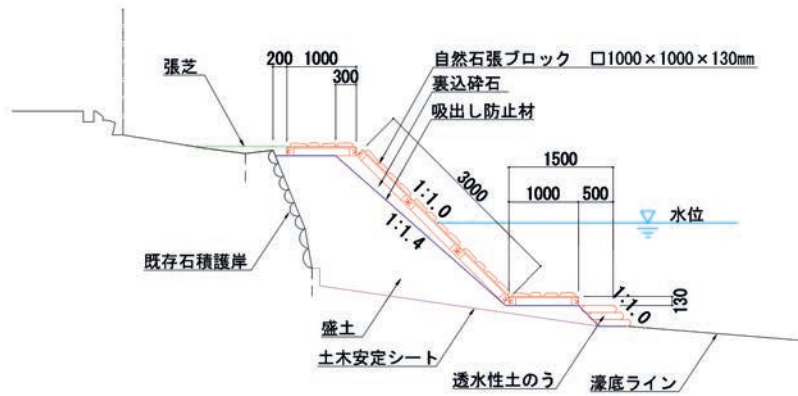 200 1000
自然石張ブロック □1000×1000×130mm
張芝
300
裏込砕石
吸出し防止材
1500
3000
1000 500
1:1.0
水位
1:1.4
既存石積護岸
1:1.0
130
盛土
土木安定シート
透水性土のう
濠底ライン